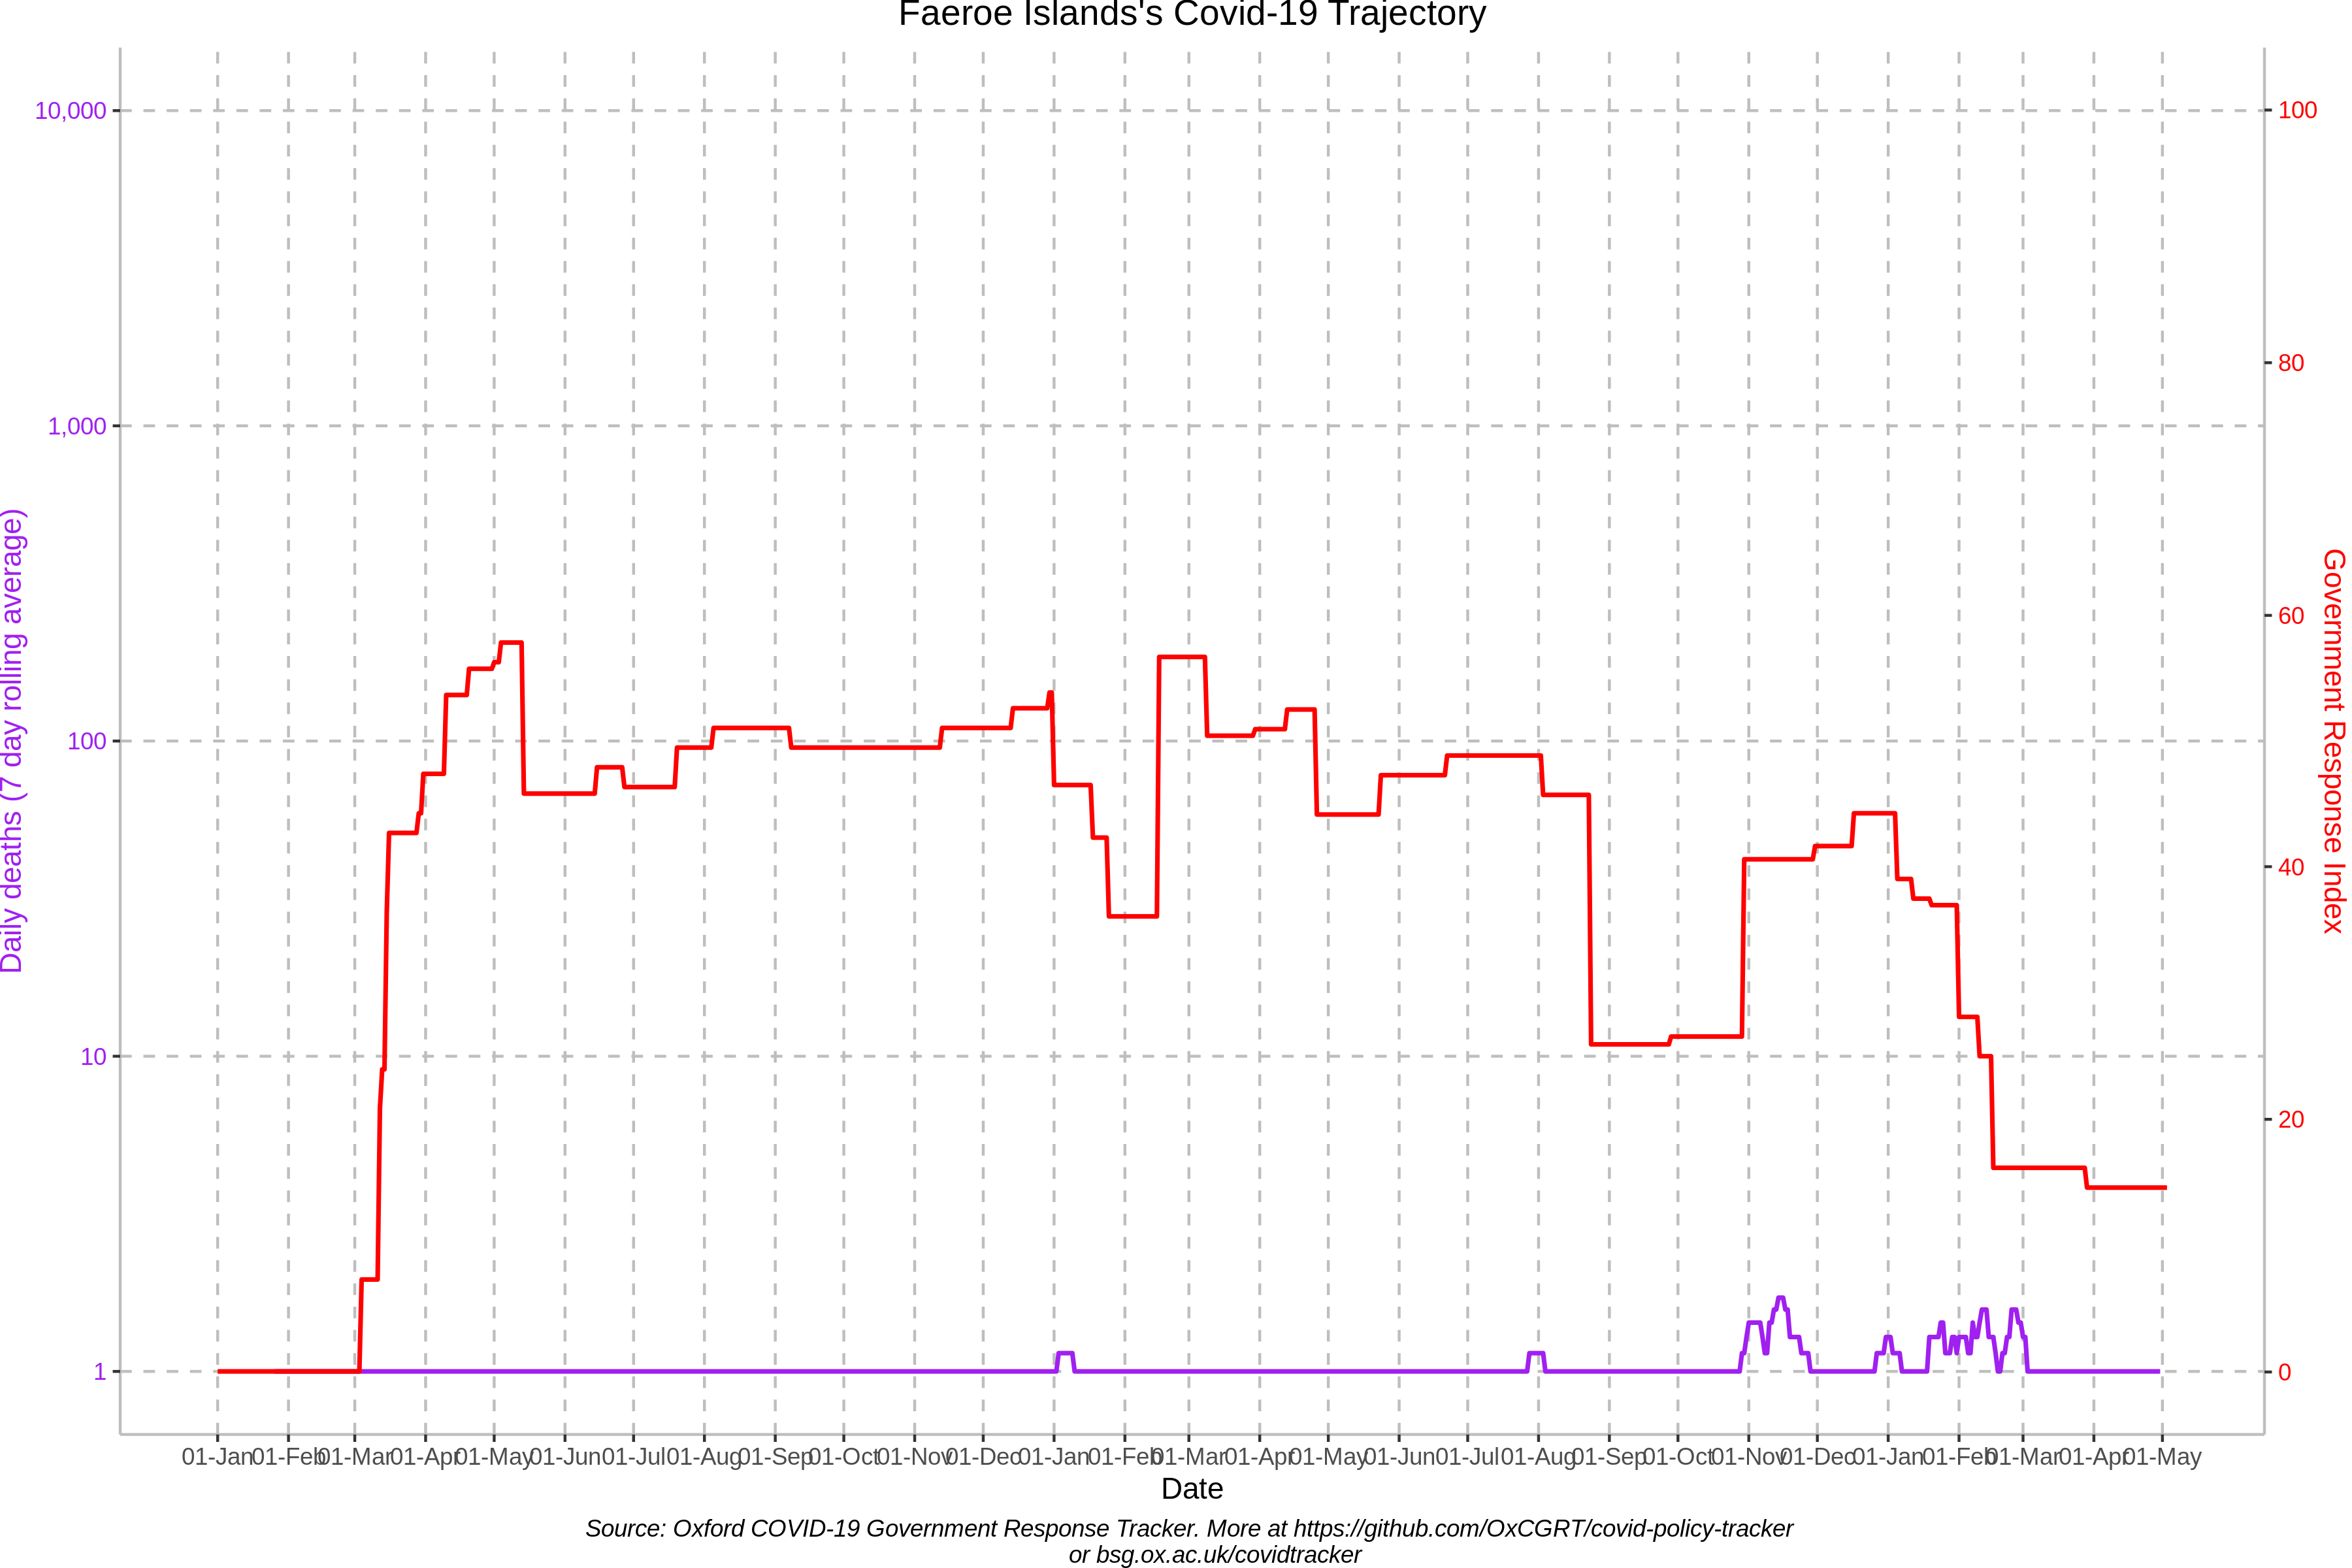 Faeroe Islands's Covid-19 Trajectory
10,000
1,000
100
10
1
Daily deaths (7 day rolling average)
100
80
60
40
20
0
Government Response Index
01-Jan 01-Feb 01-Mar 01-Apr 01-May 01-Jun 01-Jul 01-Aug 01-Sep 01-Oct 01-Nov 01-Dec 01-Jan 01-Feb 01-Mar 01-Apr 01-May 01-Jun 01-Jul 01-Aug 01-Sep 01-Oct 01-Nov 01-Dec 01-Jan 01-Feb 01-Mar 01-Apr 01-May
Date
Source: Oxford COVID-19 Government Response Tracker. More at https://github.com/OxCGRT/covid-policy-tracker
or bsg.ox.ac.uk/covidtracker